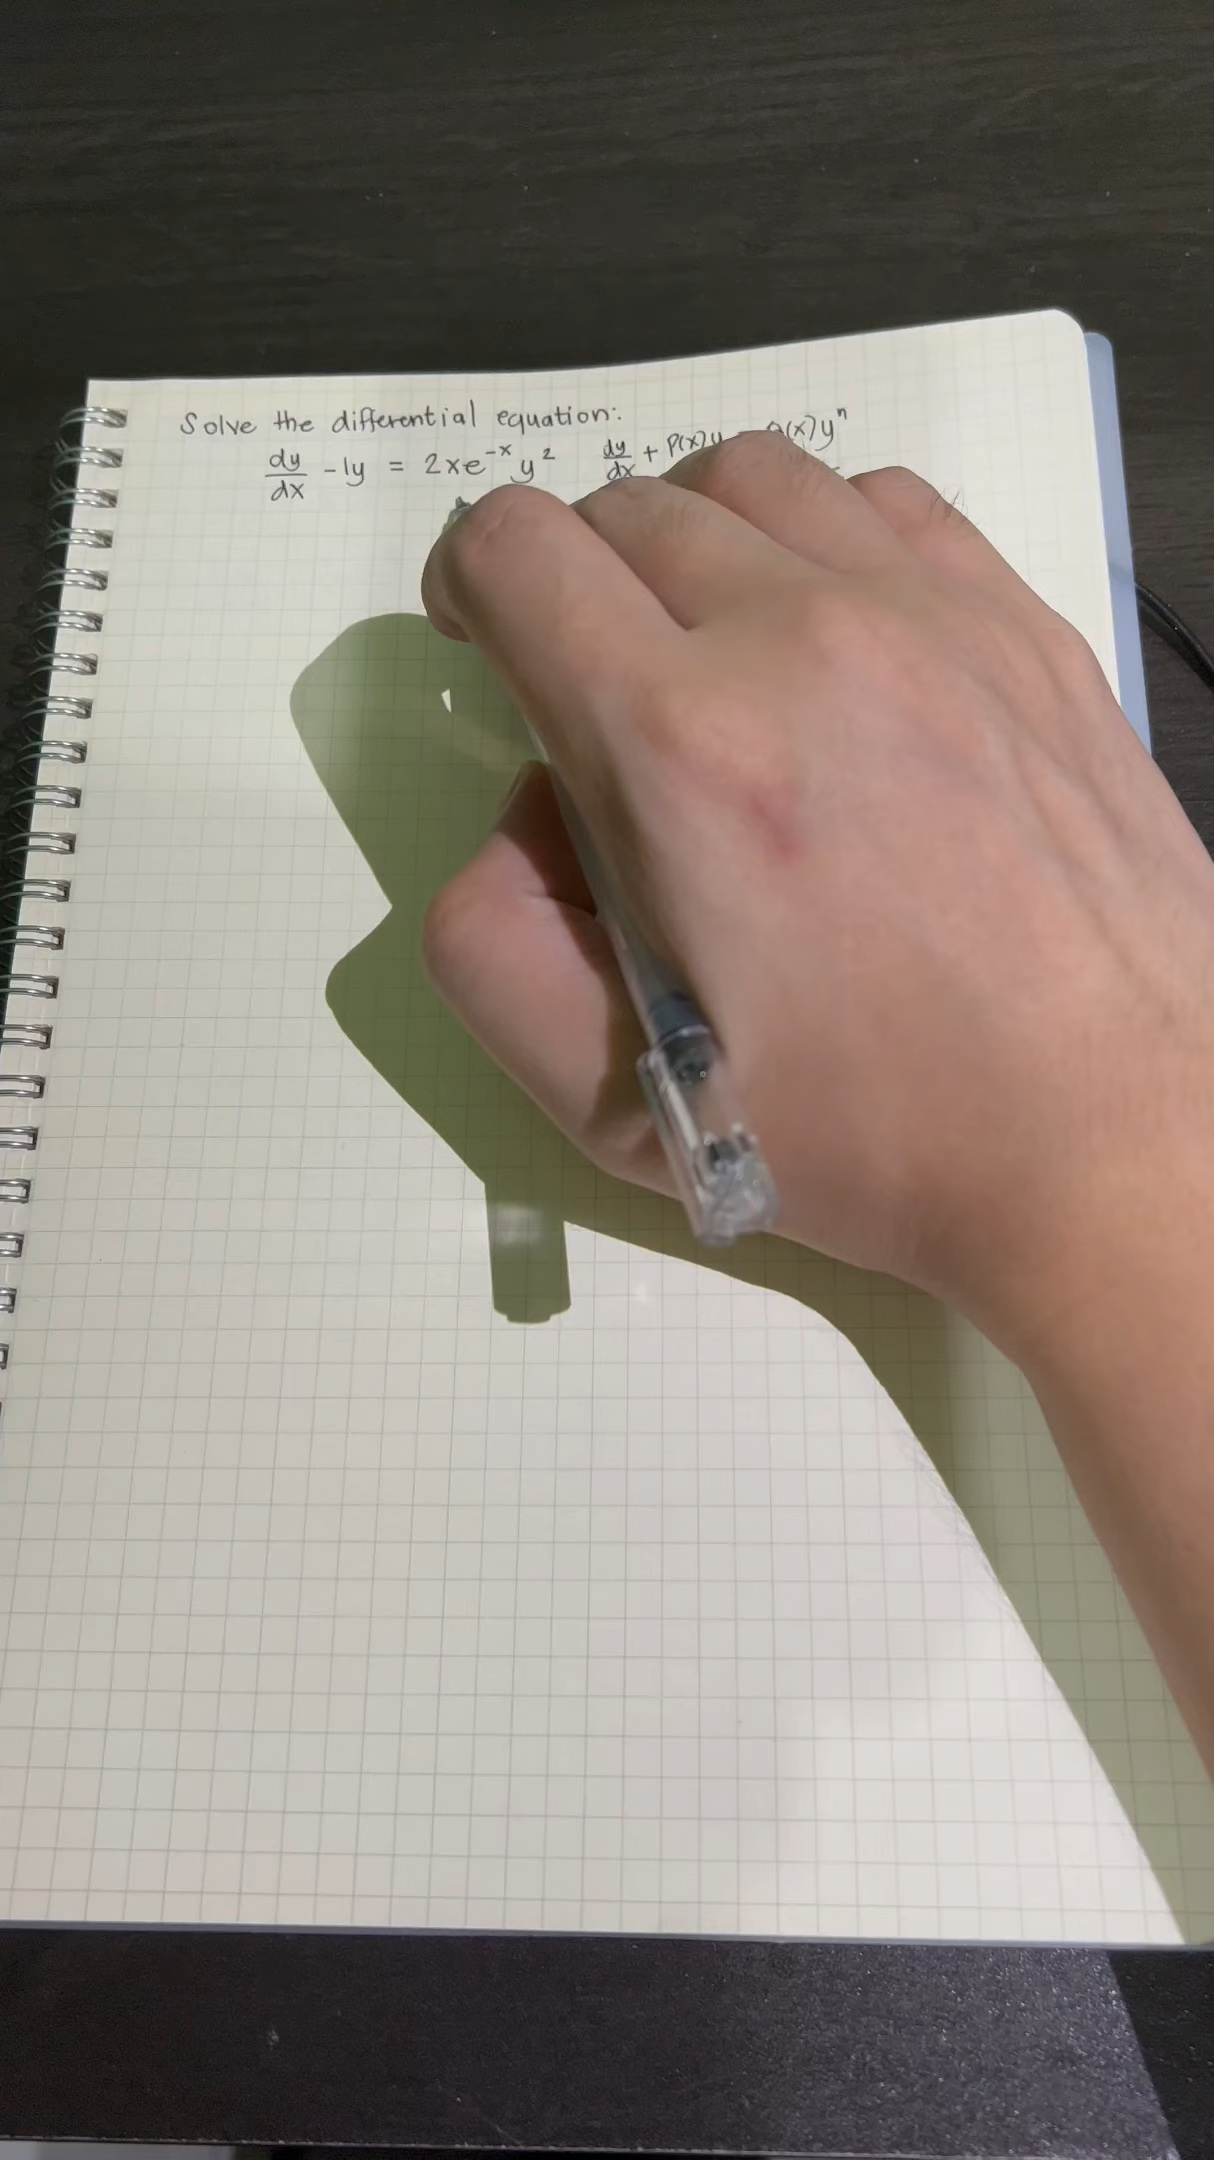 Solve the differential equation:
dy/dx - 1y = 2xe^-x y^2    dy/dx + P(x)y = Q(x)y^n